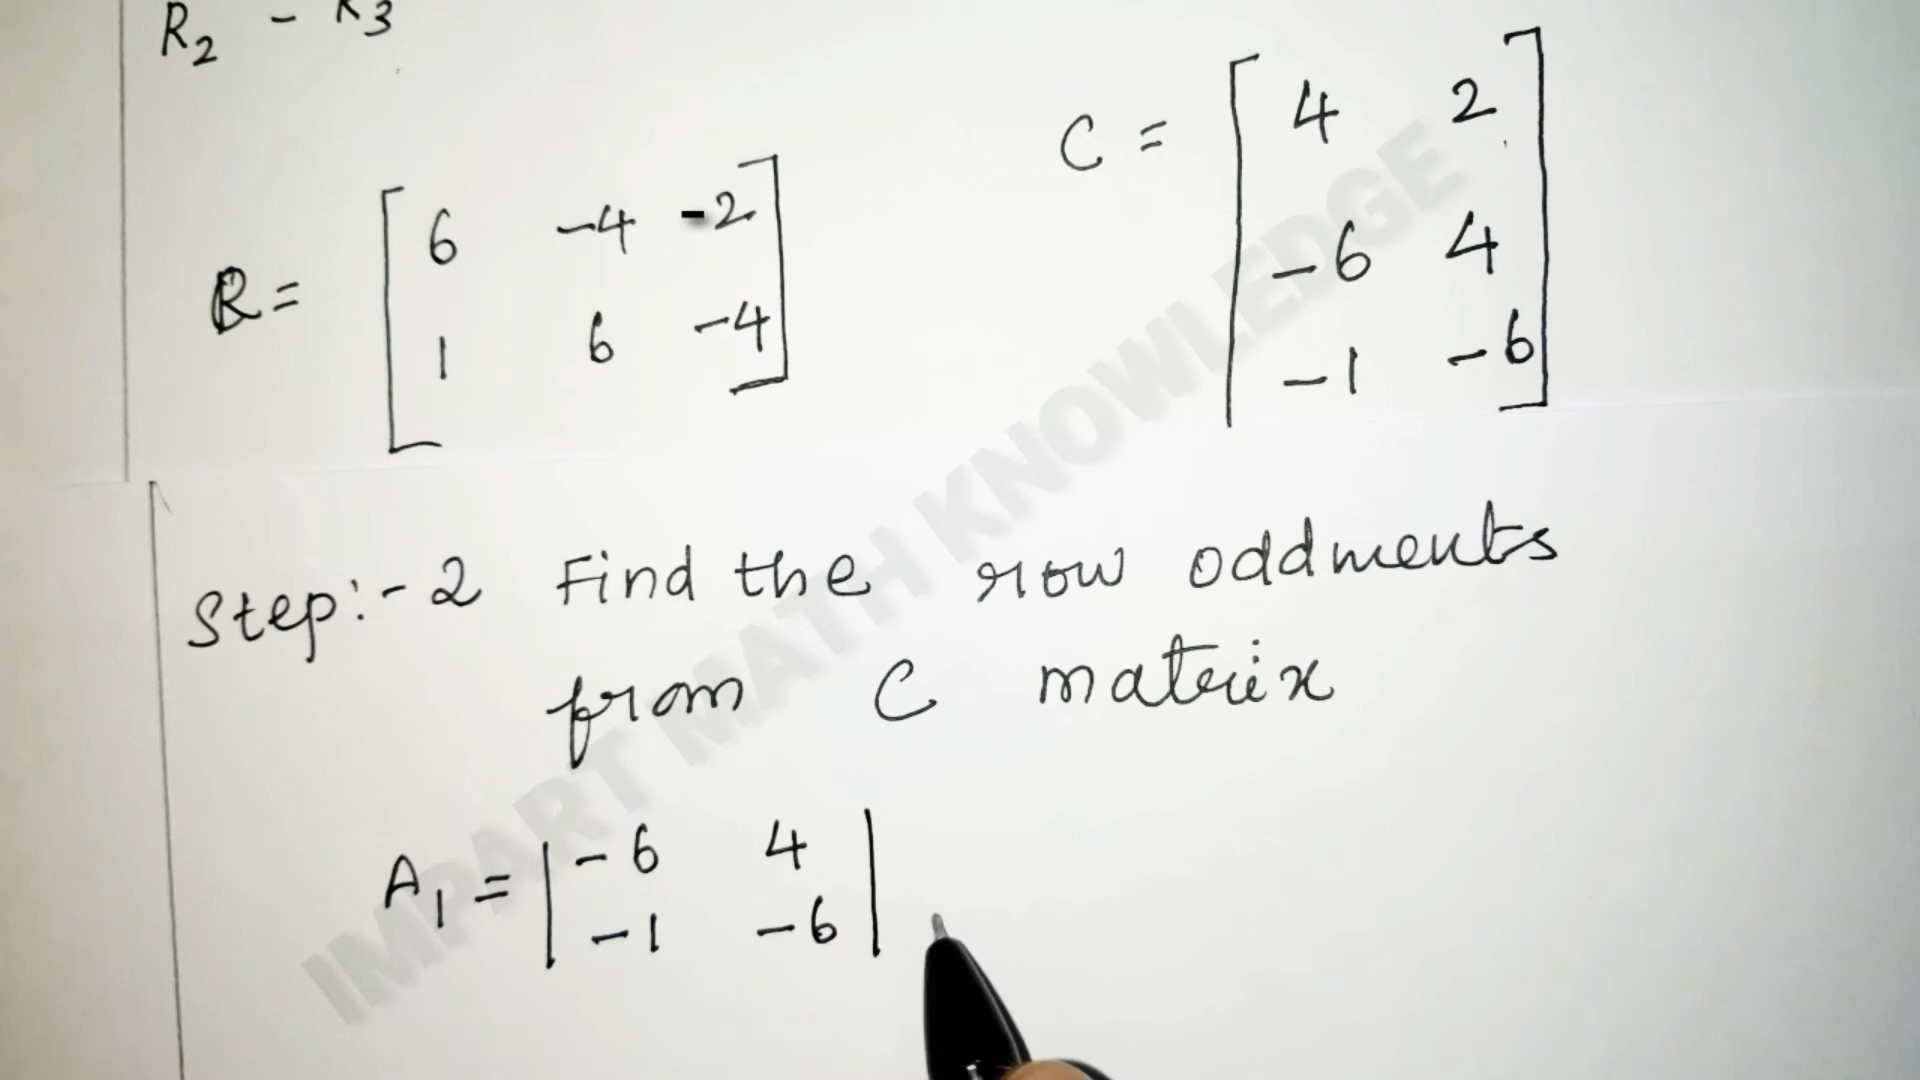 R₂ - R₃
R = [ 6 -4 -2
1 6 -4 ]
C = [ 4 2
-6 4
-1 -6 ]
Step:-2 Find the row oddments
from C matrix
A₁ = | -6 4 |
| -1 -6 |
IMPART MATH KNOWLEDGE